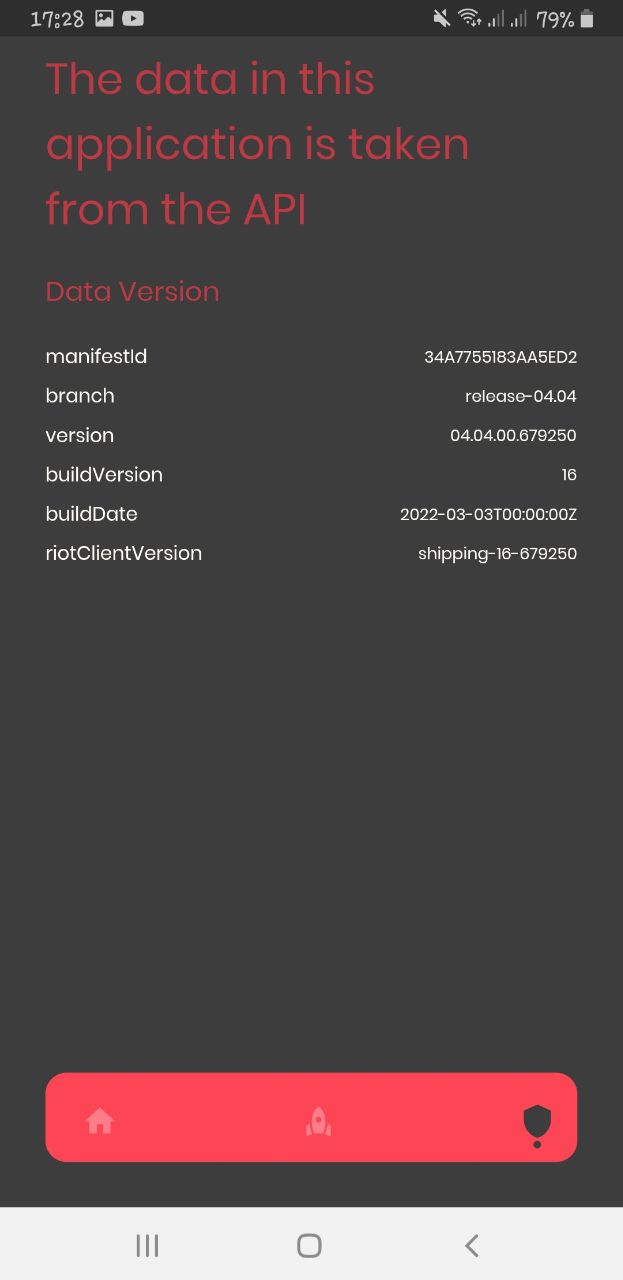 17:28
79%
The data in this
application is taken
from the API
Data Version
manifestId 34A7755183AA5ED2
branch release-04.04
version 04.04.00.679250
buildVersion 16
buildDate 2022-03-03T00:00:00Z
riotClientVersion shipping-16-679250